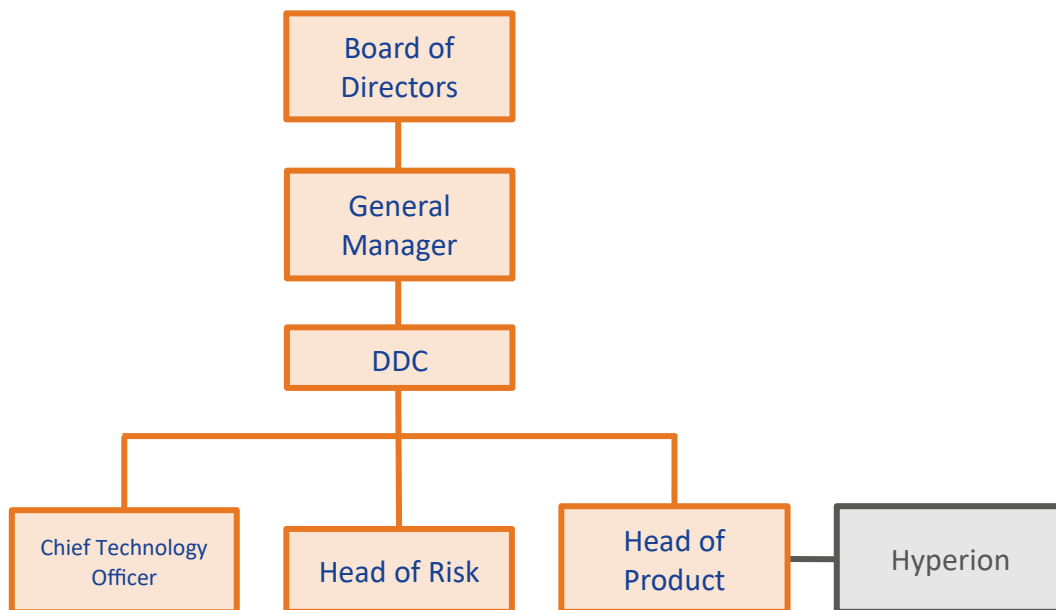 Board of
Directors
General
Manager
DDC
Chief Technology
Officer
Head of Risk
Head of
Product
Hyperion